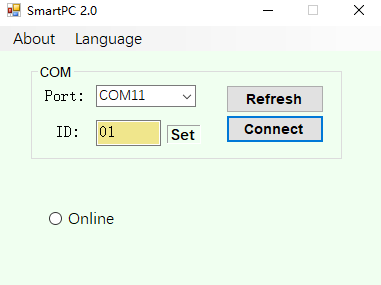 SmartPC 2.0
About Language
COM
Port: COM11 Refresh
ID: 01 Set Connect
Online